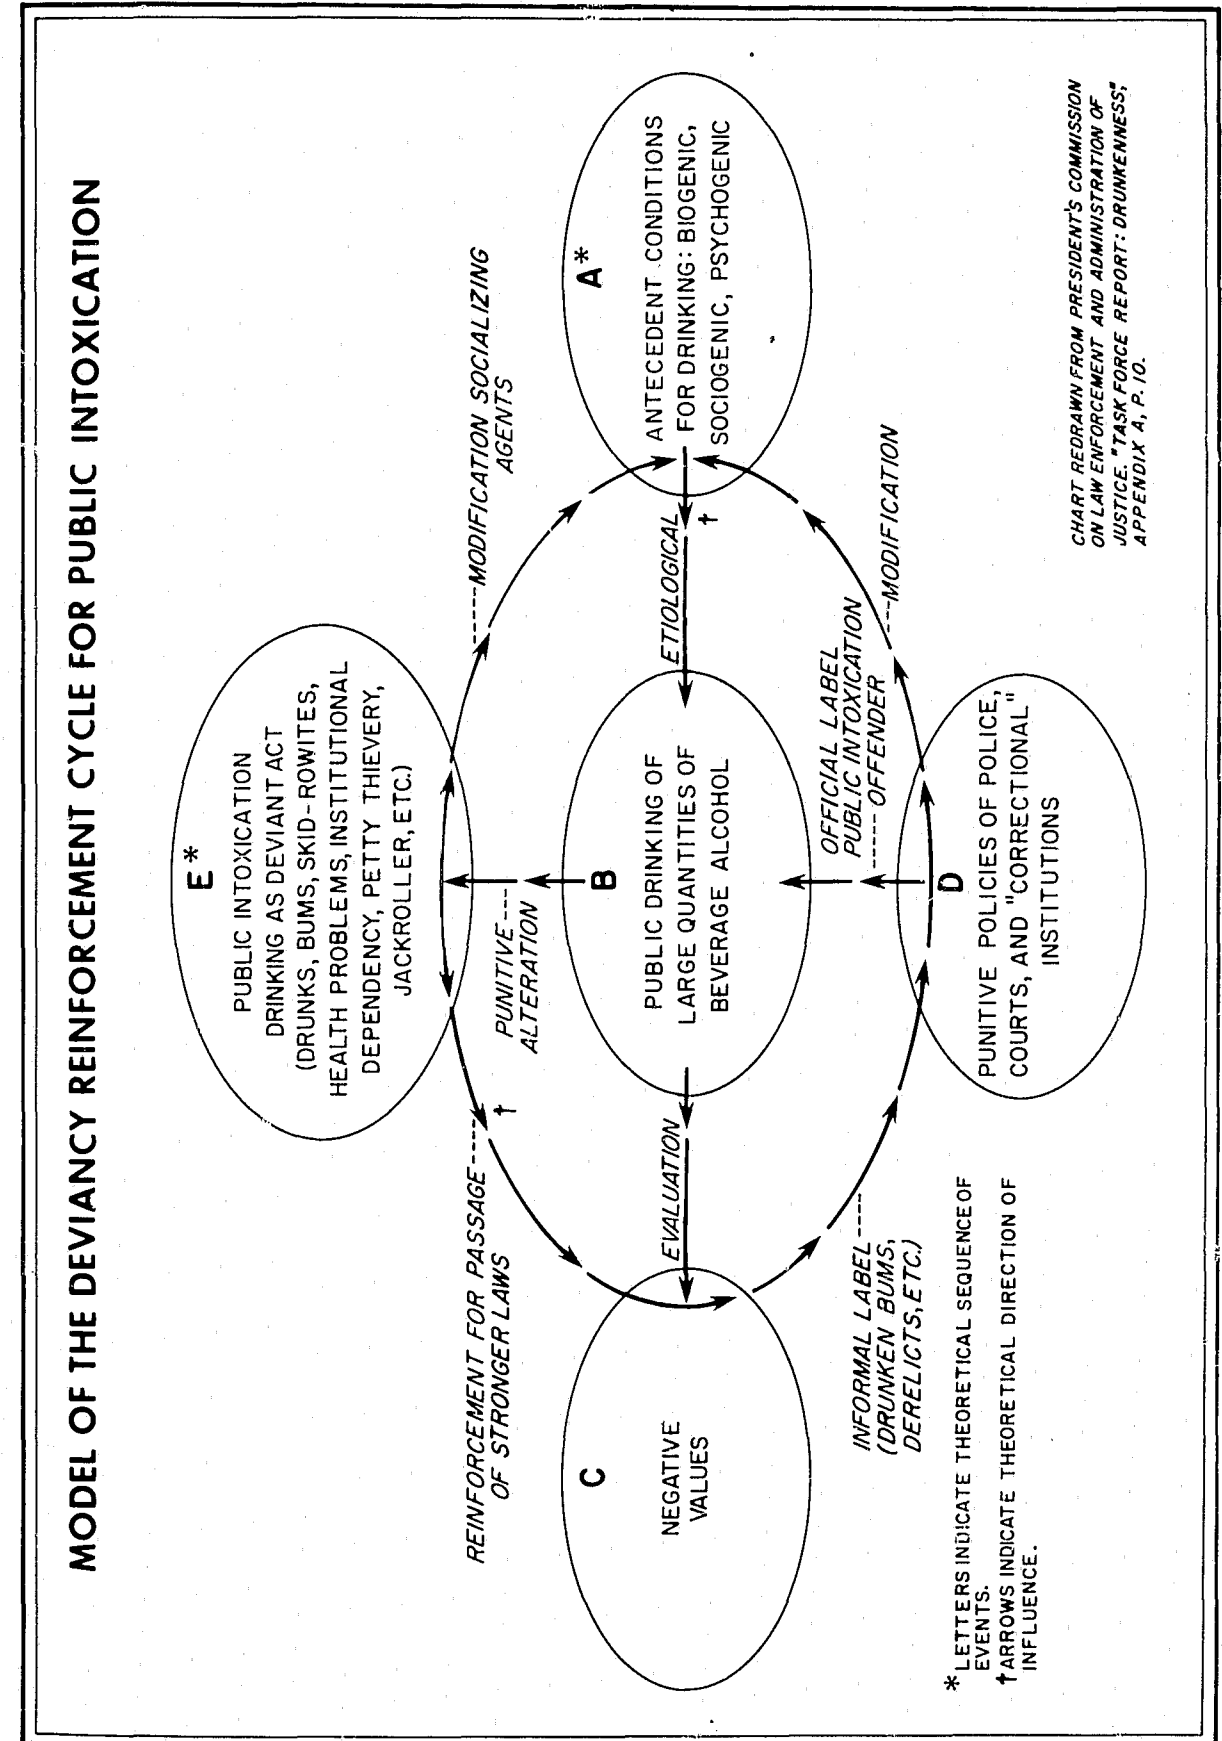 MODEL OF THE DEVIANCY REINFORCEMENT CYCLE FOR PUBLIC INTOXICATION
E*
PUBLIC INTOXICATION
DRINKING AS DEVIANT ACT
(DRUNKS, BUMS, SKID-ROWITES,
HEALTH PROBLEMS, INSTITUTIONAL
DEPENDENCY, PETTY THIEVERY,
JACKROLLER, ETC.)
REINFORCEMENT FOR PASSAGE
OF STRONGER LAWS
†
PUNITIVE
ALTERATION
MODIFICATION SOCIALIZING
AGENTS
C
NEGATIVE
VALUES
EVALUATION
B
PUBLIC DRINKING OF
LARGE QUANTITIES OF
BEVERAGE ALCOHOL
ETIOLOGICAL
†
A*
ANTECEDENT CONDITIONS
FOR DRINKING: BIOGENIC,
SOCIOGENIC, PSYCHOGENIC
INFORMAL LABEL
(DRUNKEN BUMS,
DERELICTS, ETC.)
OFFICIAL LABEL
PUBLIC INTOXICATION
OFFENDER
MODIFICATION
D
PUNITIVE POLICIES OF POLICE,
COURTS, AND "CORRECTIONAL"
INSTITUTIONS
*LETTERS INDICATE THEORETICAL SEQUENCE OF
EVENTS.
†ARROWS INDICATE THEORETICAL DIRECTION OF
INFLUENCE.
CHART REDRAWN FROM PRESIDENT'S COMMISSION
ON LAW ENFORCEMENT AND ADMINISTRATION OF
JUSTICE. "TASK FORCE REPORT: DRUNKENNESS,"
APPENDIX A, P. 10.